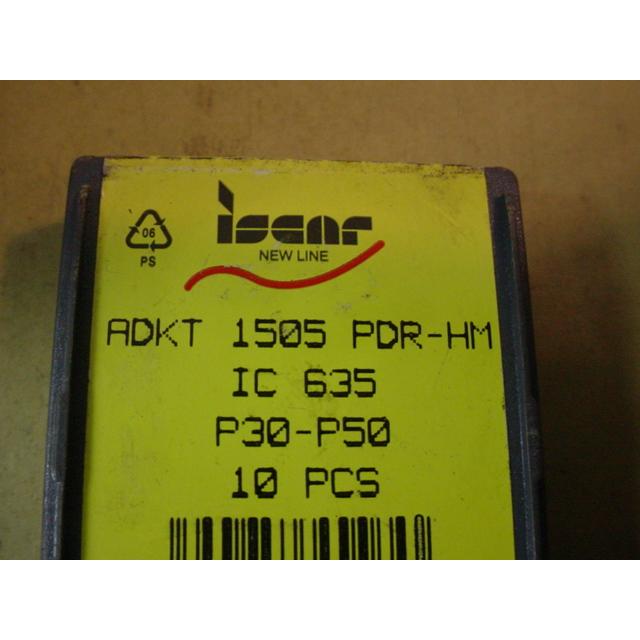 iscar
NEW LINE
06
PS
ADKT 1505 PDR-HM
IC 635
P30-P50
10 PCS